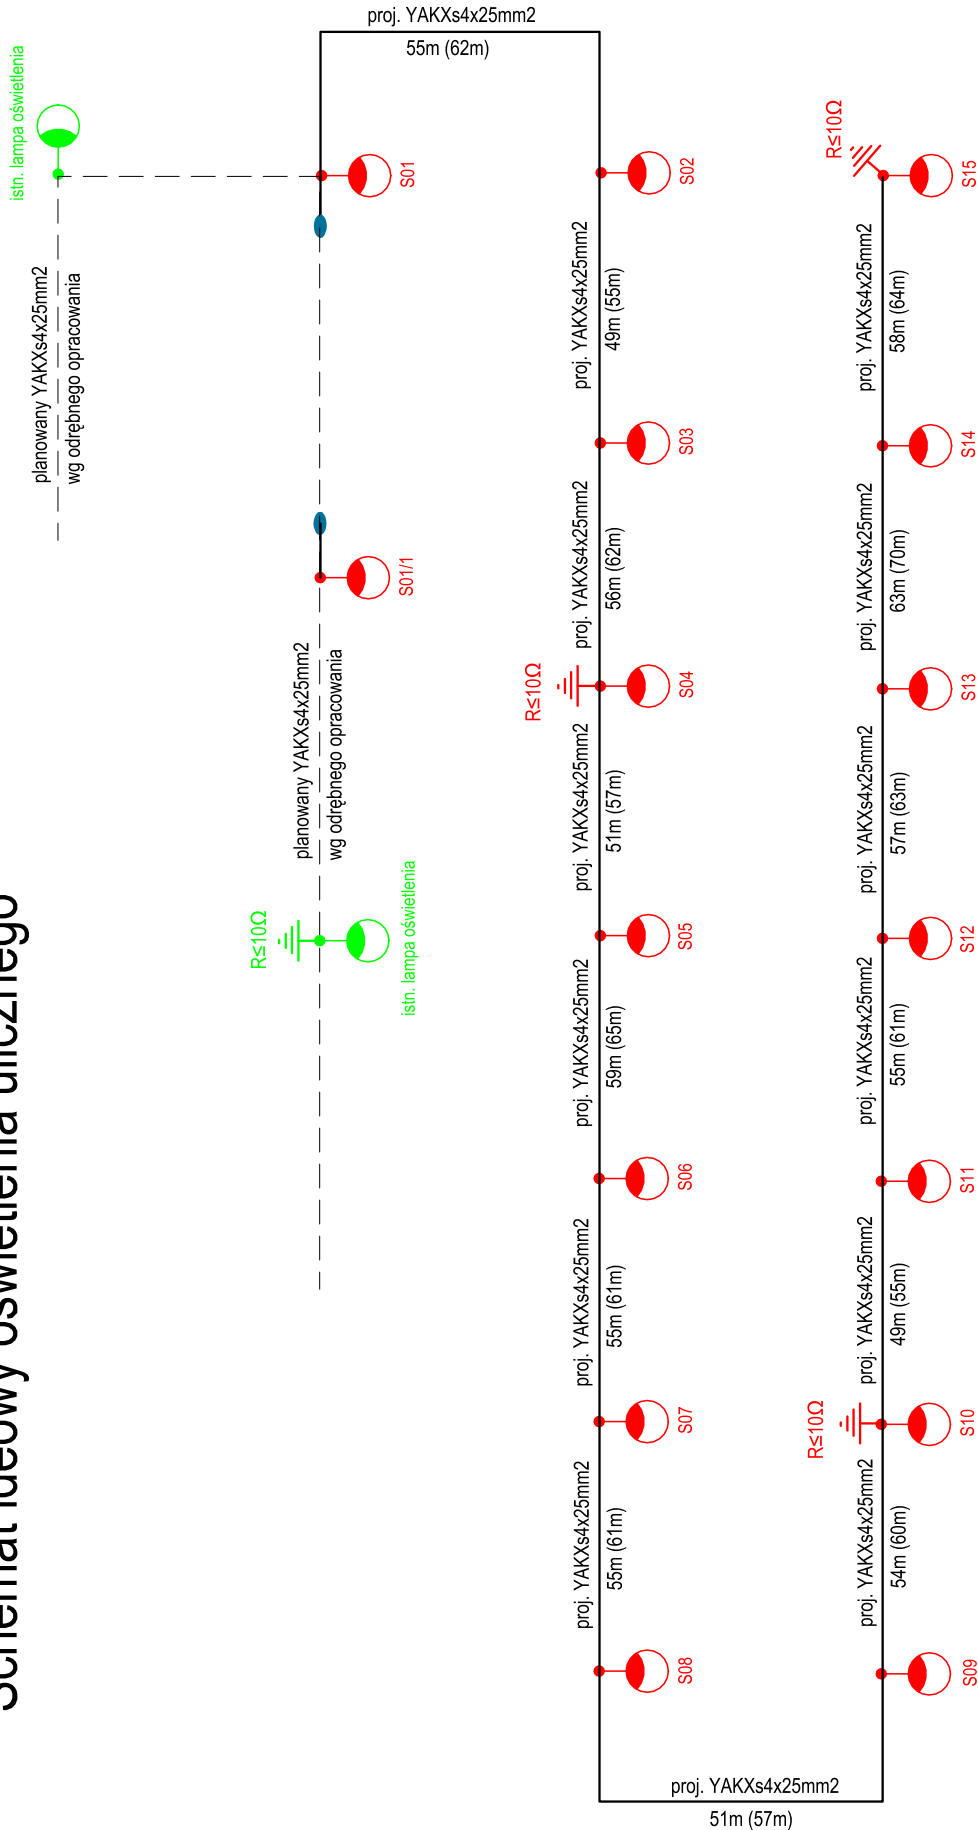 Schemat ideowy oświetlenia ulicznego
istn. lampa oświetlenia
planowany YAKXs4x25mm2
wg odrębnego opracowania
proj. YAKXs4x25mm2
55m (62m)
S01
S01/1
planowany YAKXs4x25mm2
wg odrębnego opracowania
R≤10Ω
istn. lampa oświetlenia
S02
proj. YAKXs4x25mm2
49m (55m)
S03
proj. YAKXs4x25mm2
56m (62m)
R≤10Ω
S04
proj. YAKXs4x25mm2
51m (57m)
S05
proj. YAKXs4x25mm2
59m (65m)
S06
proj. YAKXs4x25mm2
55m (61m)
S07
proj. YAKXs4x25mm2
55m (61m)
S08
proj. YAKXs4x25mm2
51m (57m)
S09
proj. YAKXs4x25mm2
54m (60m)
R≤10Ω
S10
proj. YAKXs4x25mm2
49m (55m)
S11
proj. YAKXs4x25mm2
55m (61m)
S12
proj. YAKXs4x25mm2
57m (63m)
S13
proj. YAKXs4x25mm2
63m (70m)
S14
proj. YAKXs4x25mm2
58m (64m)
R≤10Ω
S15